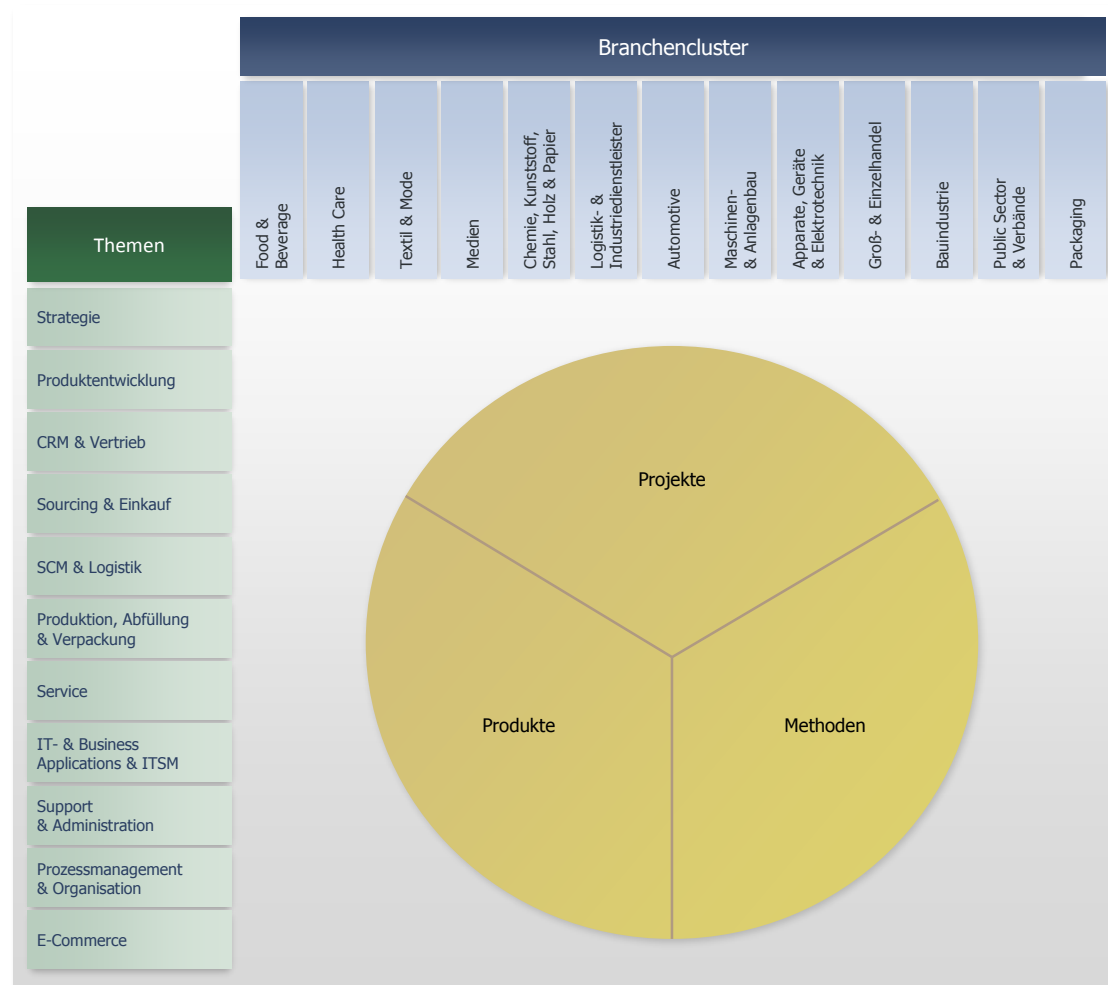 Branchencluster
Food &
Beverage
Health Care
Textil & Mode
Medien
Chemie, Kunststoff,
Stahl, Holz & Papier
Logistik- &
Industriedienstleister
Automotive
Maschinen-
& Anlagenbau
Apparate, Geräte
& Elektrotechnik
Groß- & Einzelhandel
Bauindustrie
Public Sector
& Verbände
Packaging
Themen
Strategie
Produktentwicklung
CRM & Vertrieb
Sourcing & Einkauf
SCM & Logistik
Produktion, Abfüllung
& Verpackung
Service
IT- & Business
Applications & ITSM
Support
& Administration
Prozessmanagement
& Organisation
E-Commerce
Projekte
Produkte
Methoden